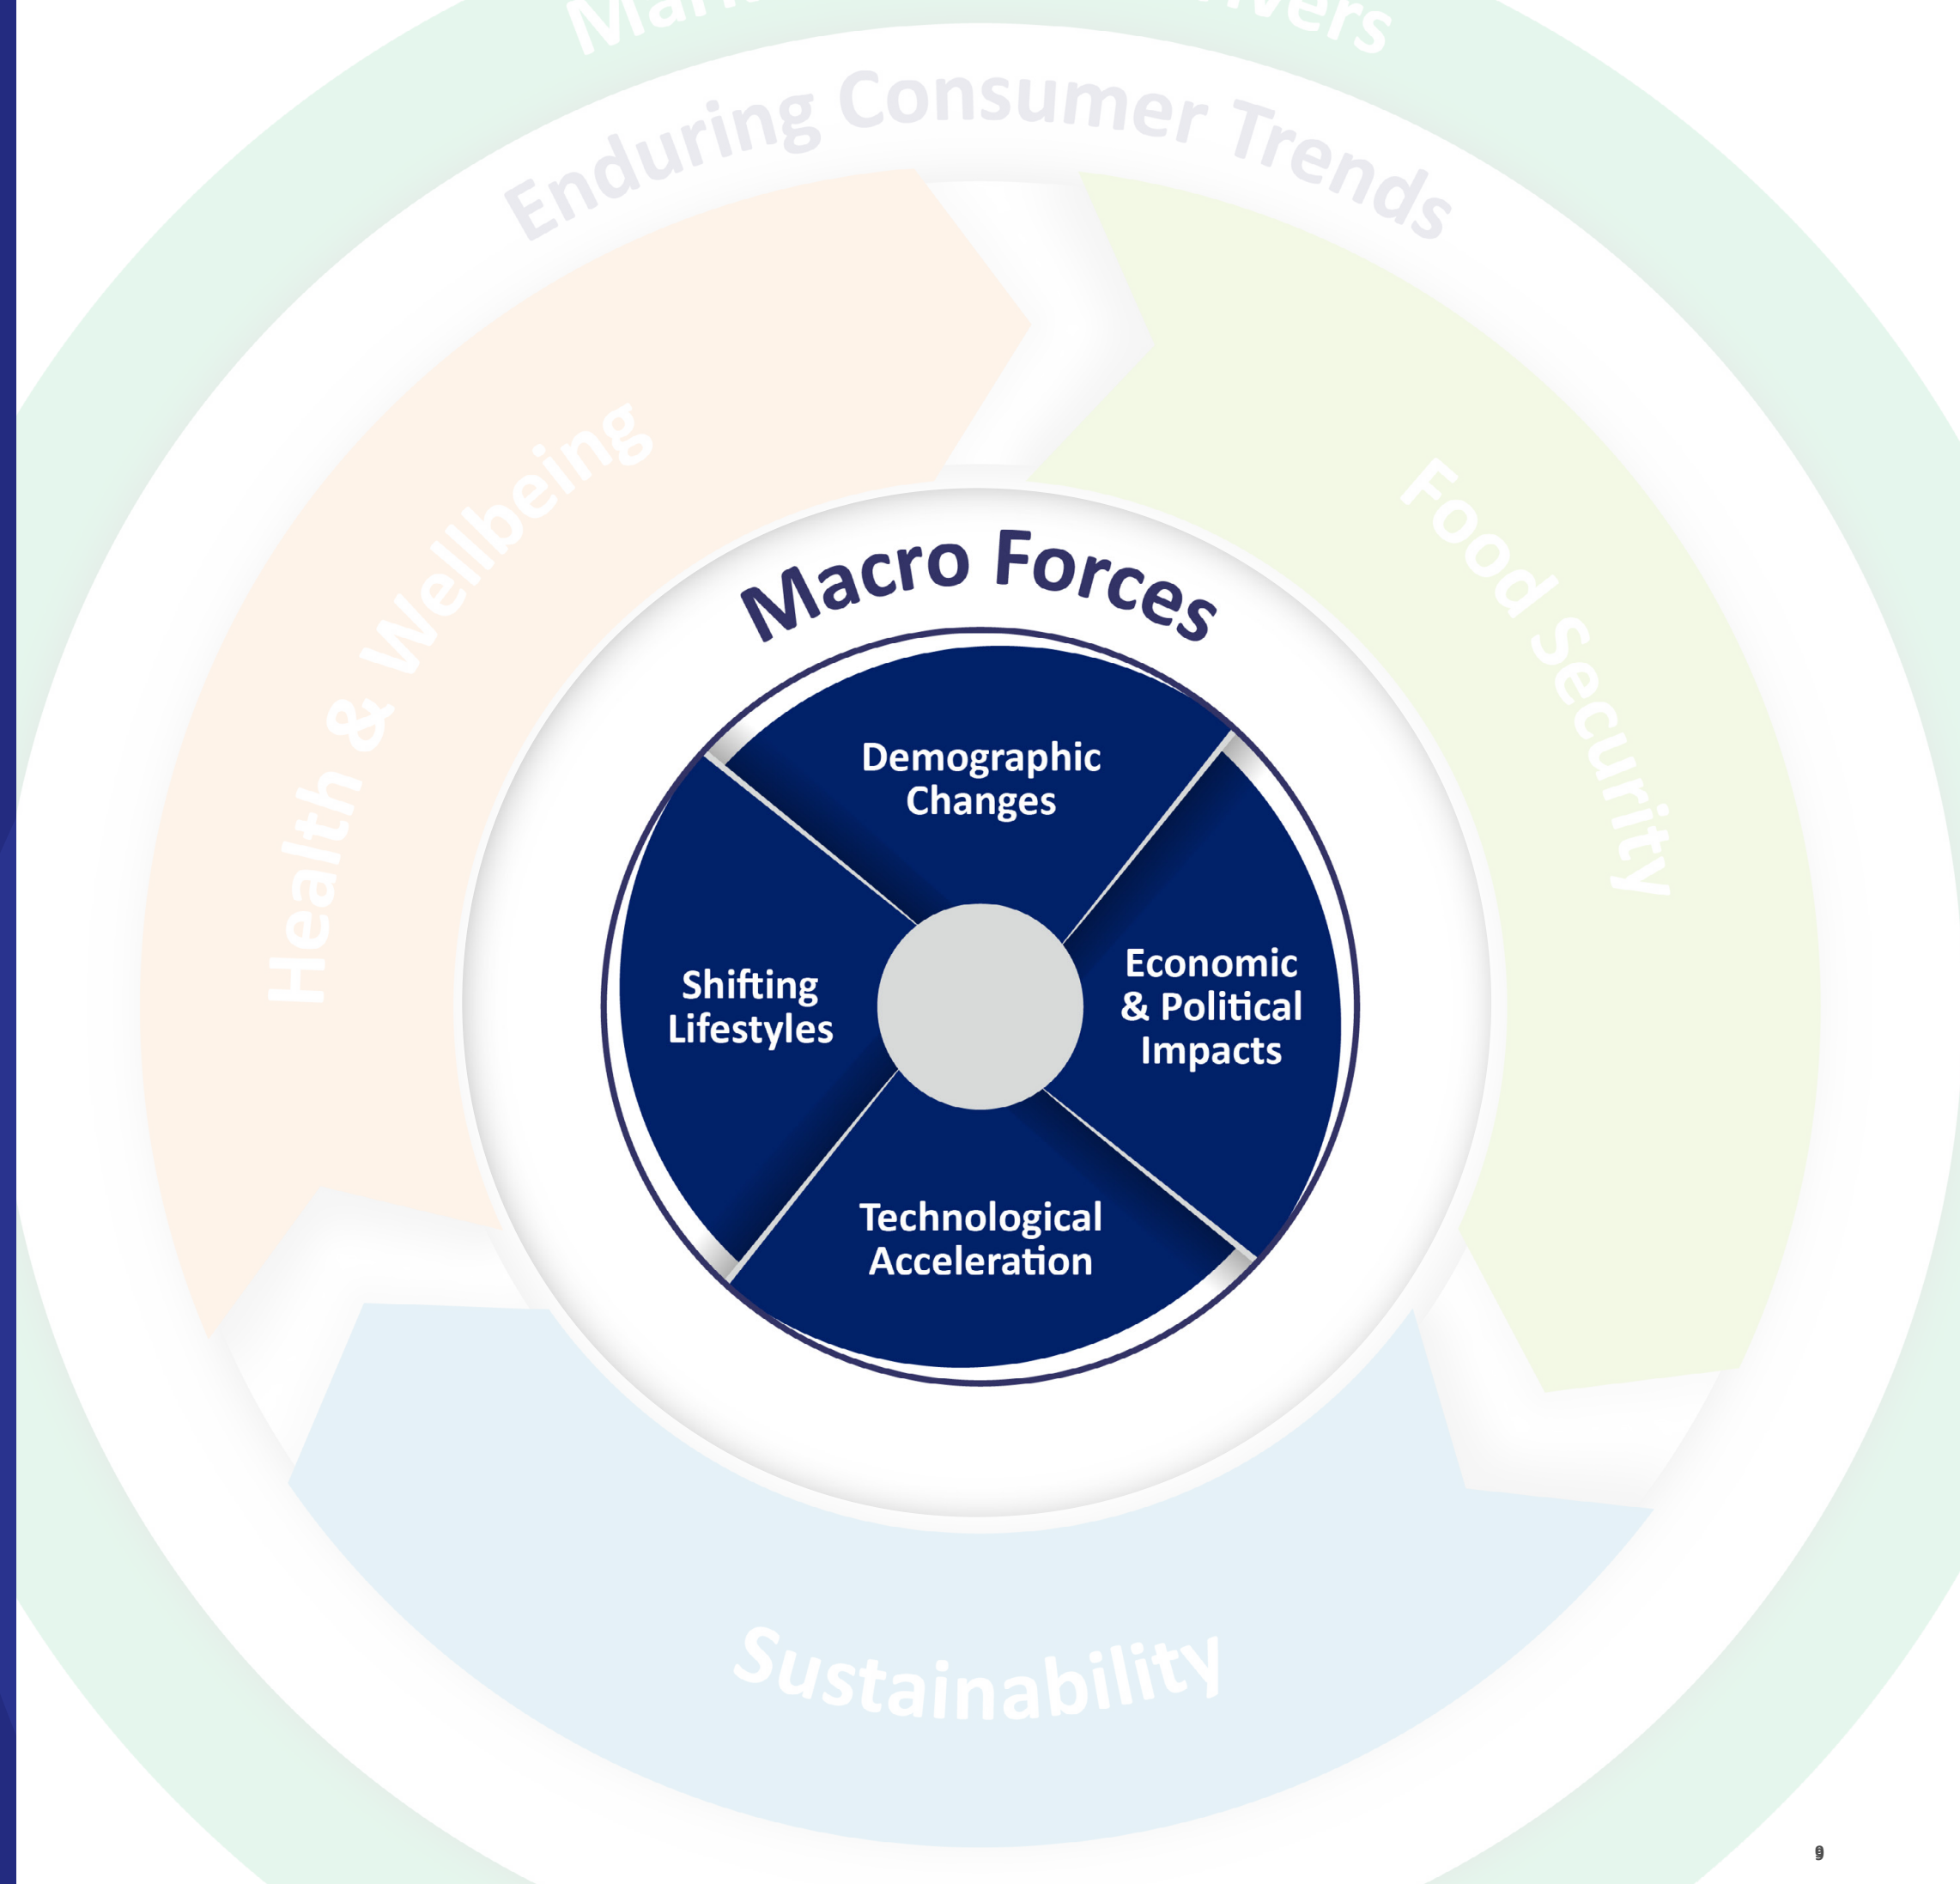 Enduring Consumer Trends
Health & Wellbeing
Food Security
Macro Forces
Demographic
Changes
Shifting
Lifestyles
Economic
& Political
Impacts
Technological
Acceleration
Sustainability